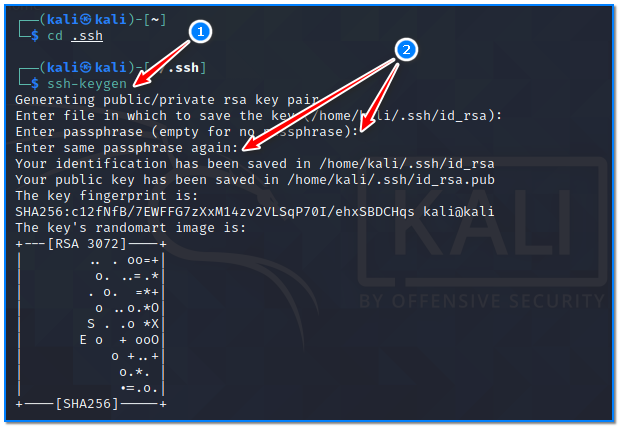 ┌──(kali㉿kali)-[~]
└─$ cd .ssh
1
2
┌──(kali㉿kali)-[~/.ssh]
└─$ ssh-keygen
Generating public/private rsa key pair
Enter file in which to save the key (/home/kali/.ssh/id_rsa):
Enter passphrase (empty for no passphrase):
Enter same passphrase again:
Your identification has been saved in /home/kali/.ssh/id_rsa
Your public key has been saved in /home/kali/.ssh/id_rsa.pub
The key fingerprint is:
SHA256:c12fNfB/7EWFFG7zXxM14zv2VLSqP70I/ehxSBDCHqs kali@kali
The key's randomart image is:
+---[RSA 3072]----+
|         .. . oo=+|
|          o. ..=.*|
|         . o.  =*+|
|          o ..o.*O|
|         S . .o *X|
|        E o  + ooO|
|            o +..+|
|             o.*. |
|             *=.o.|
+----[SHA256]-----+
KALI
BY OFFENSIVE SECURITY